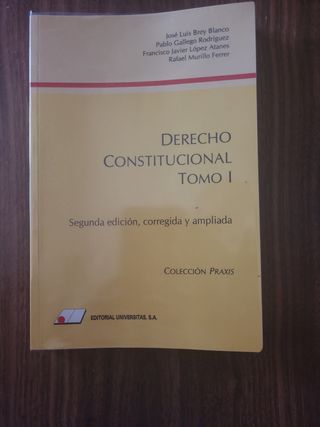 José Luis Brey Blanco
Pablo Gallego Rodríguez
Francisco Javier López Atanes
Rafael Murillo Ferrer
DERECHO
CONSTITUCIONAL
TOMO I
Segunda edición, corregida y ampliada
COLECCIÓN PRAXIS
EDITORIAL UNIVERSITAS, S.A.